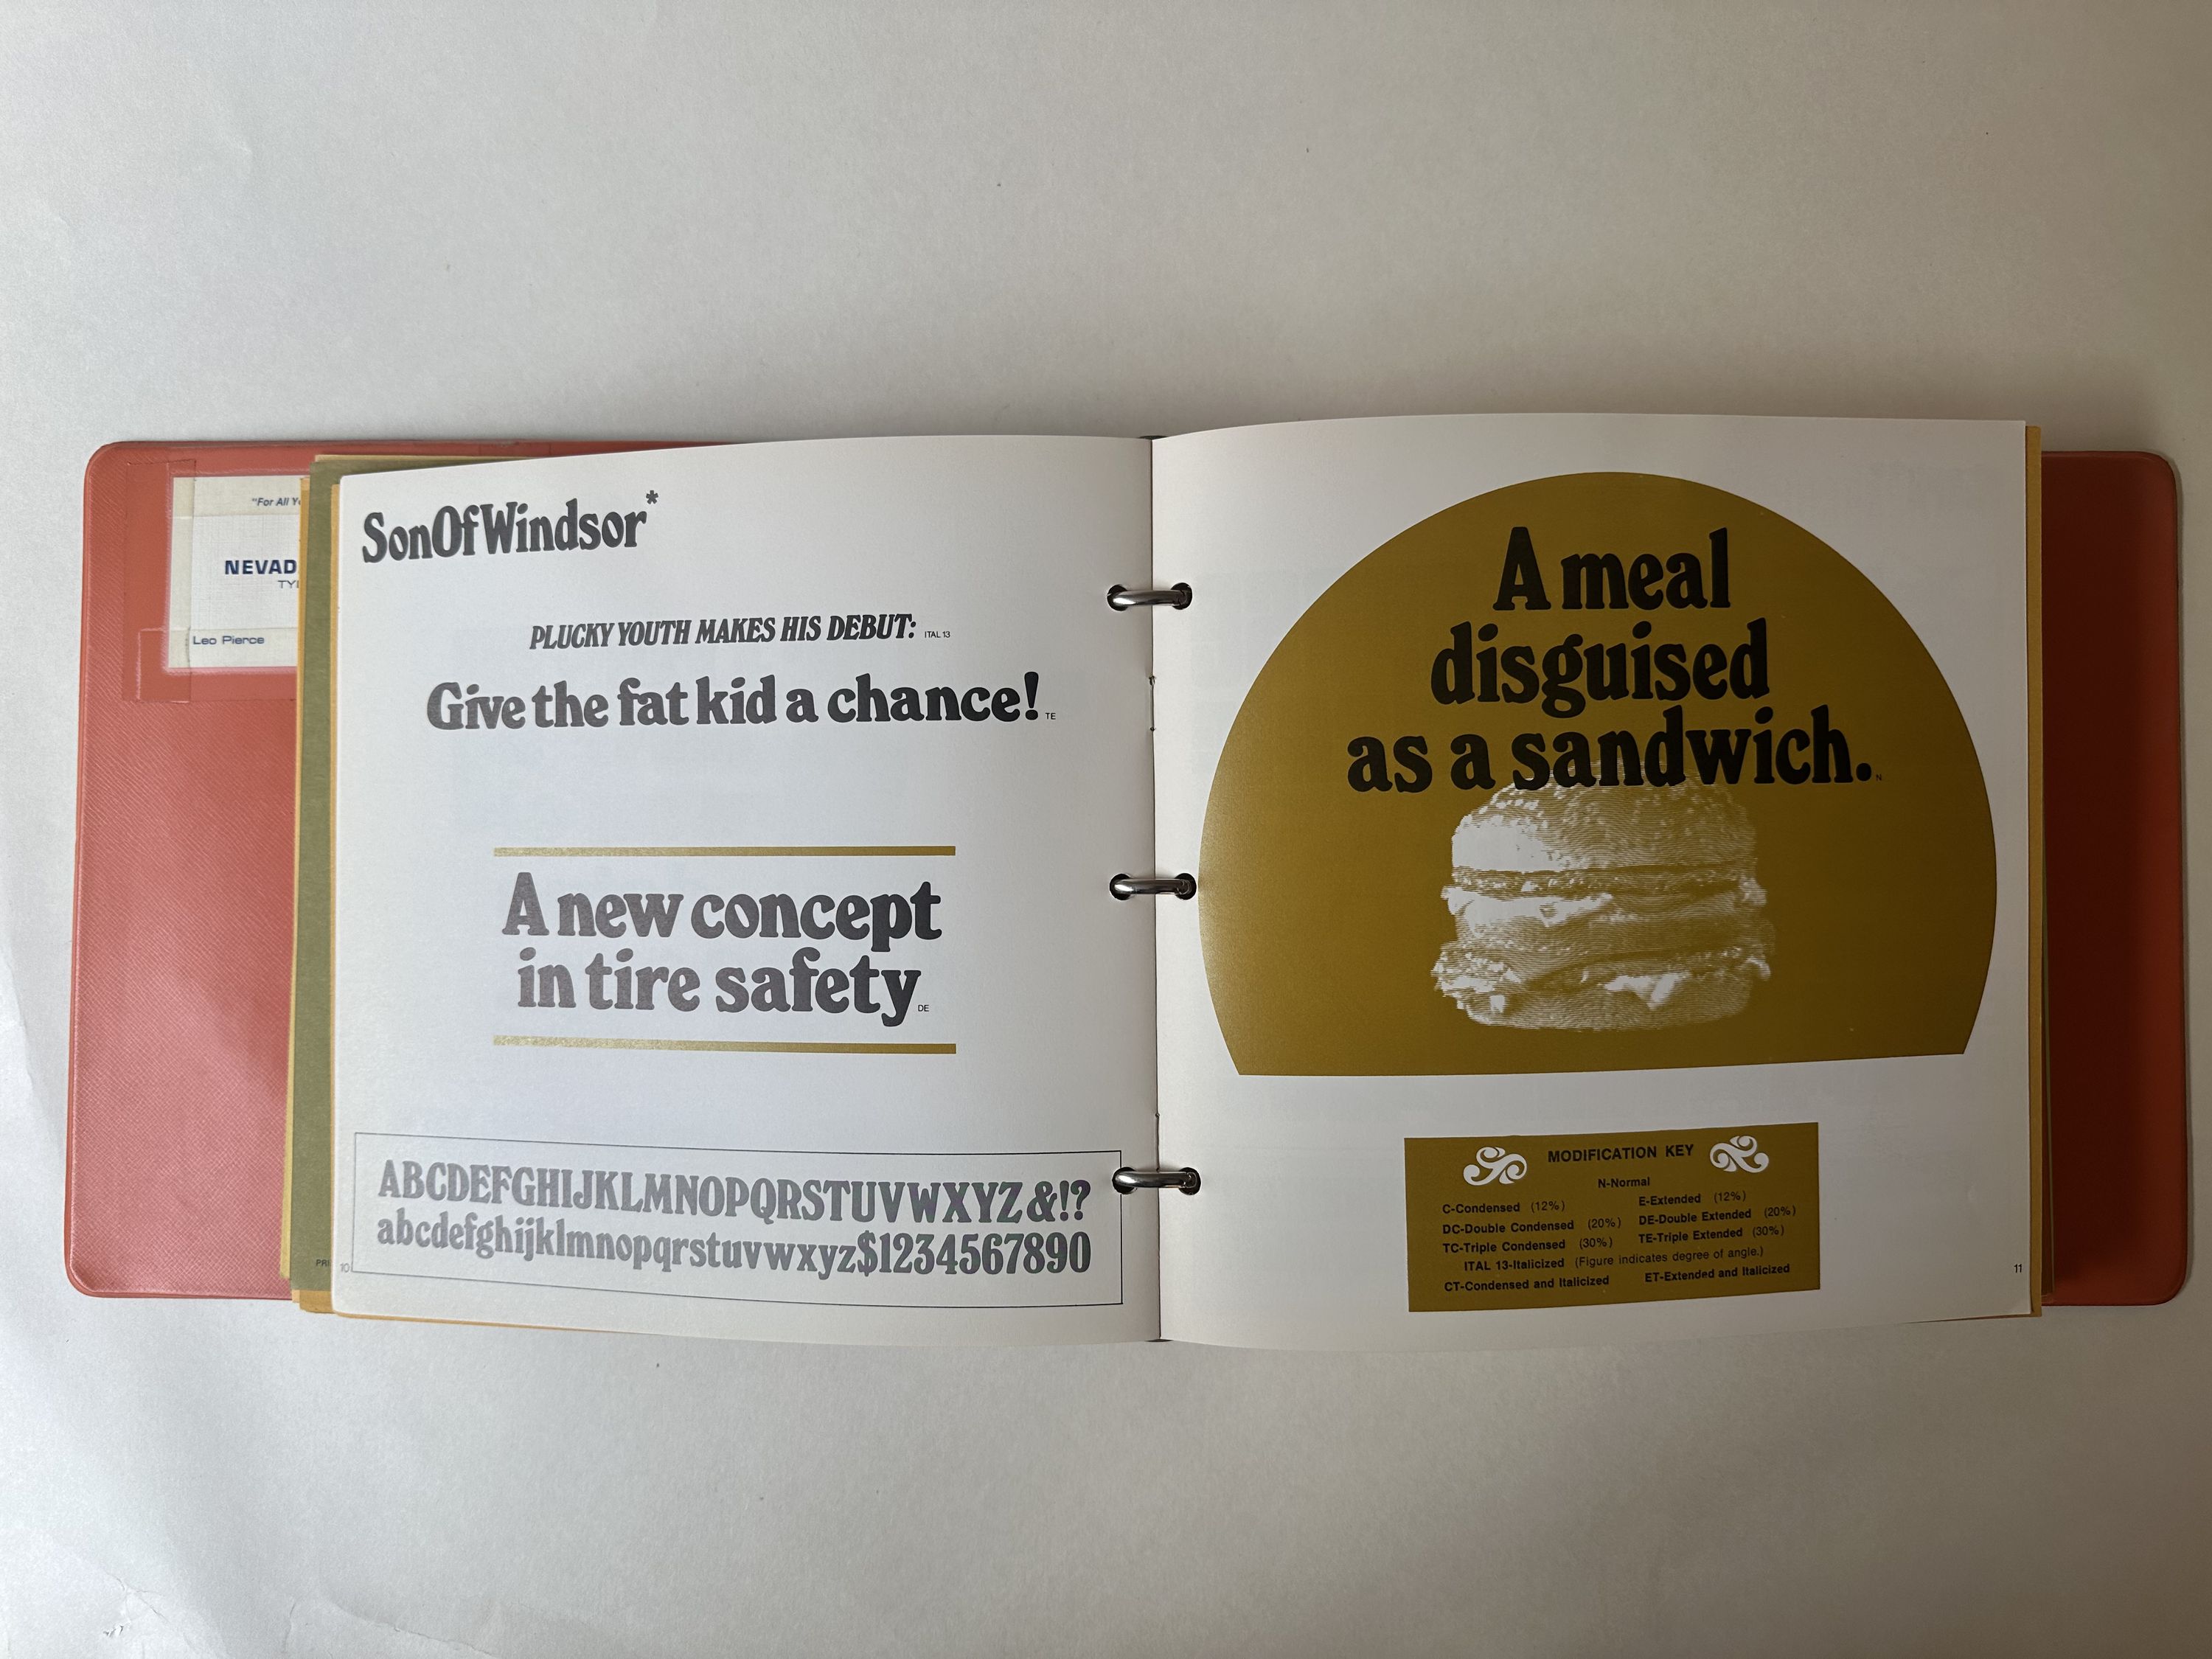 "For All
NEVAD
Leo Pierce
SonOfWindsor*
PLUCKY YOUTH MAKES HIS DEBUT: ITAL 13
Give the fat kid a chance! TE
A new concept
in tire safety DE
ABCDEFGHIJKLMNOPQRSTUVWXYZ&!?
abcdefghijklmnopqrstuvwxyz$1234567890
10
A meal
disguised
as a sandwich. N
MODIFICATION KEY
N-Normal
C-Condensed (12%) E-Extended (12%)
DC-Double Condensed (20%) DE-Double Extended (20%)
TC-Triple Condensed (30%) TE-Triple Extended (30%)
ITAL 13-Italicized (Figure indicates degree of angle.)
CT-Condensed and Italicized ET-Extended and Italicized
11